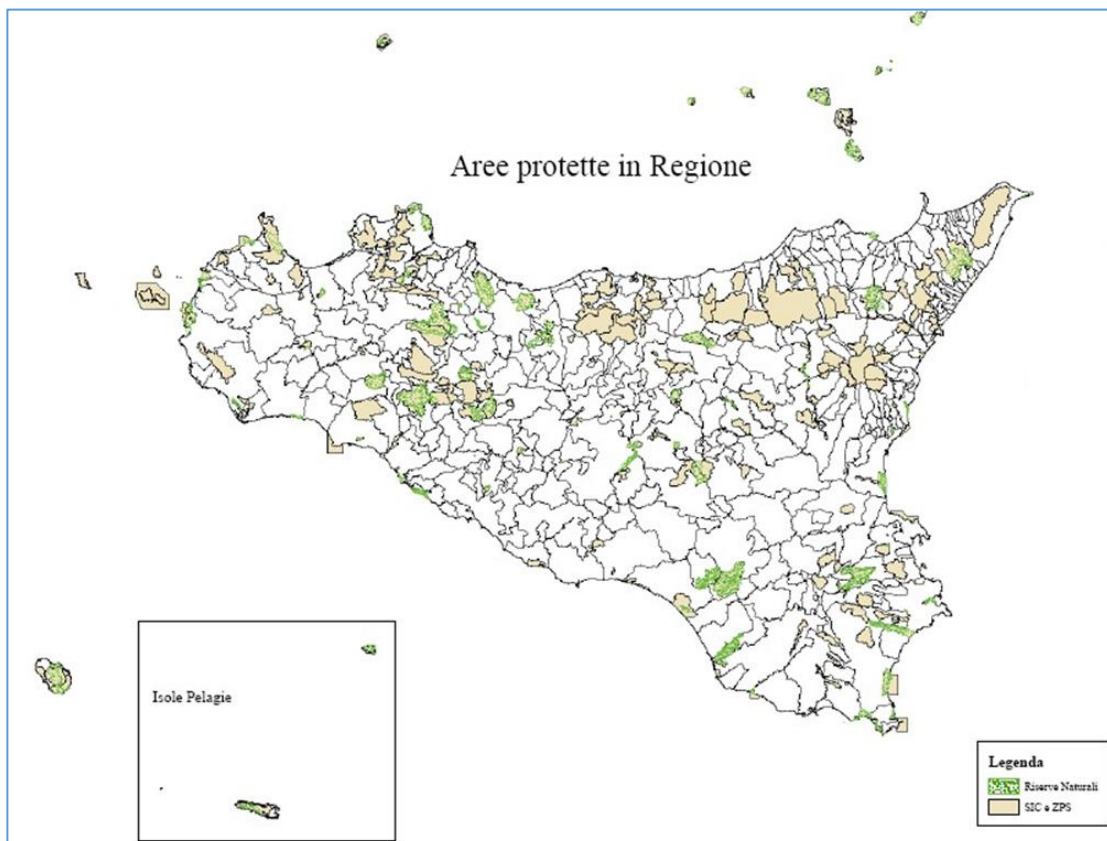 Aree protette in Regione
Isole Pelagie
Legenda
Riserve Naturali
SIC e ZPS